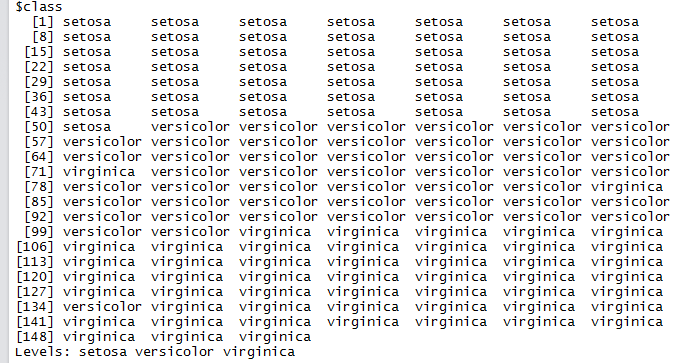 $class
  [1] setosa     setosa     setosa     setosa     setosa     setosa     setosa
  [8] setosa     setosa     setosa     setosa     setosa     setosa     setosa
 [15] setosa     setosa     setosa     setosa     setosa     setosa     setosa
 [22] setosa     setosa     setosa     setosa     setosa     setosa     setosa
 [29] setosa     setosa     setosa     setosa     setosa     setosa     setosa
 [36] setosa     setosa     setosa     setosa     setosa     setosa     setosa
 [43] setosa     setosa     setosa     setosa     setosa     setosa     setosa
 [50] setosa     versicolor versicolor versicolor versicolor versicolor versicolor
 [57] versicolor versicolor versicolor versicolor versicolor versicolor versicolor
 [64] versicolor versicolor versicolor versicolor versicolor versicolor versicolor
 [71] virginica  versicolor versicolor versicolor versicolor versicolor versicolor
 [78] versicolor versicolor versicolor versicolor versicolor versicolor virginica
 [85] versicolor versicolor versicolor versicolor versicolor versicolor versicolor
 [92] versicolor versicolor versicolor versicolor versicolor versicolor versicolor
 [99] versicolor versicolor virginica  virginica  virginica  virginica  virginica
[106] virginica  virginica  virginica  virginica  virginica  virginica  virginica
[113] virginica  virginica  virginica  virginica  virginica  virginica  virginica
[120] virginica  virginica  virginica  virginica  virginica  virginica  virginica
[127] virginica  virginica  virginica  virginica  virginica  virginica  virginica
[134] versicolor virginica  virginica  virginica  virginica  virginica  virginica
[141] virginica  virginica  virginica  virginica  virginica  virginica  virginica
[148] virginica  virginica  virginica
Levels: setosa versicolor virginica